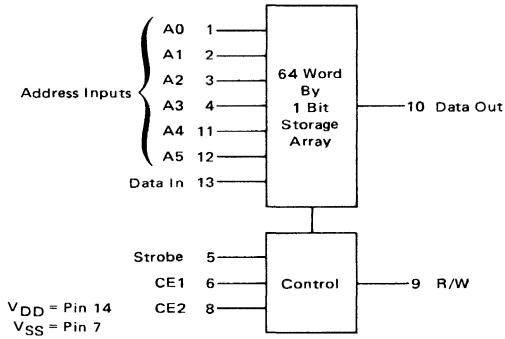 A0 1
A1 2
A2 3
Address Inputs
A3 4
A4 11
A5 12
Data In 13
64 Word
By
1 Bit
Storage
Array
10 Data Out
Strobe 5
CE1 6
CE2 8
Control
9 R/W
VDD = Pin 14
VSS = Pin 7